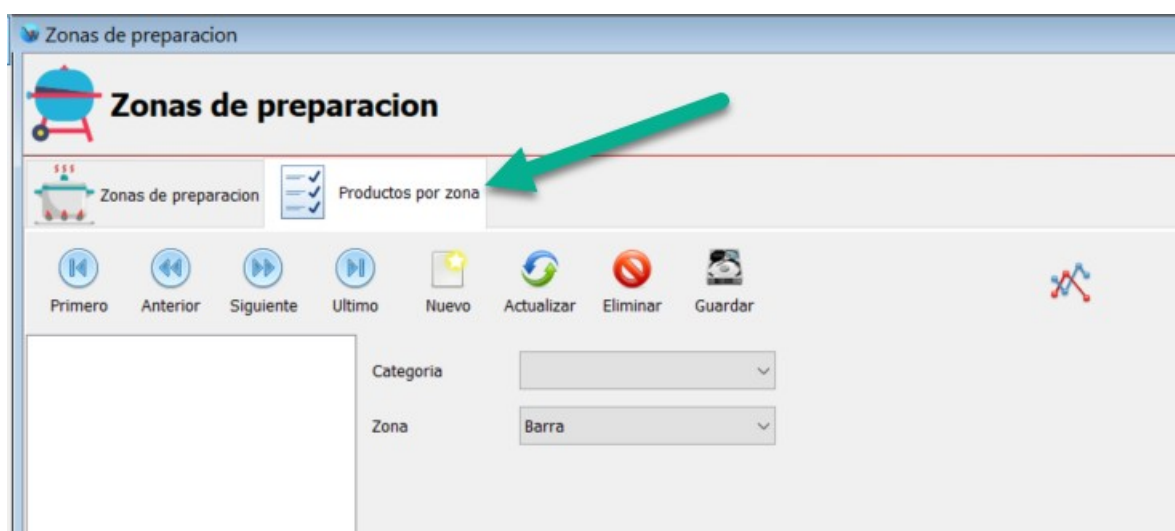 Zonas de preparacion
Zonas de preparacion
Zonas de preparacion
Productos por zona
Primero
Anterior
Siguiente
Ultimo
Nuevo
Actualizar
Eliminar
Guardar
Categoria
Zona
Barra